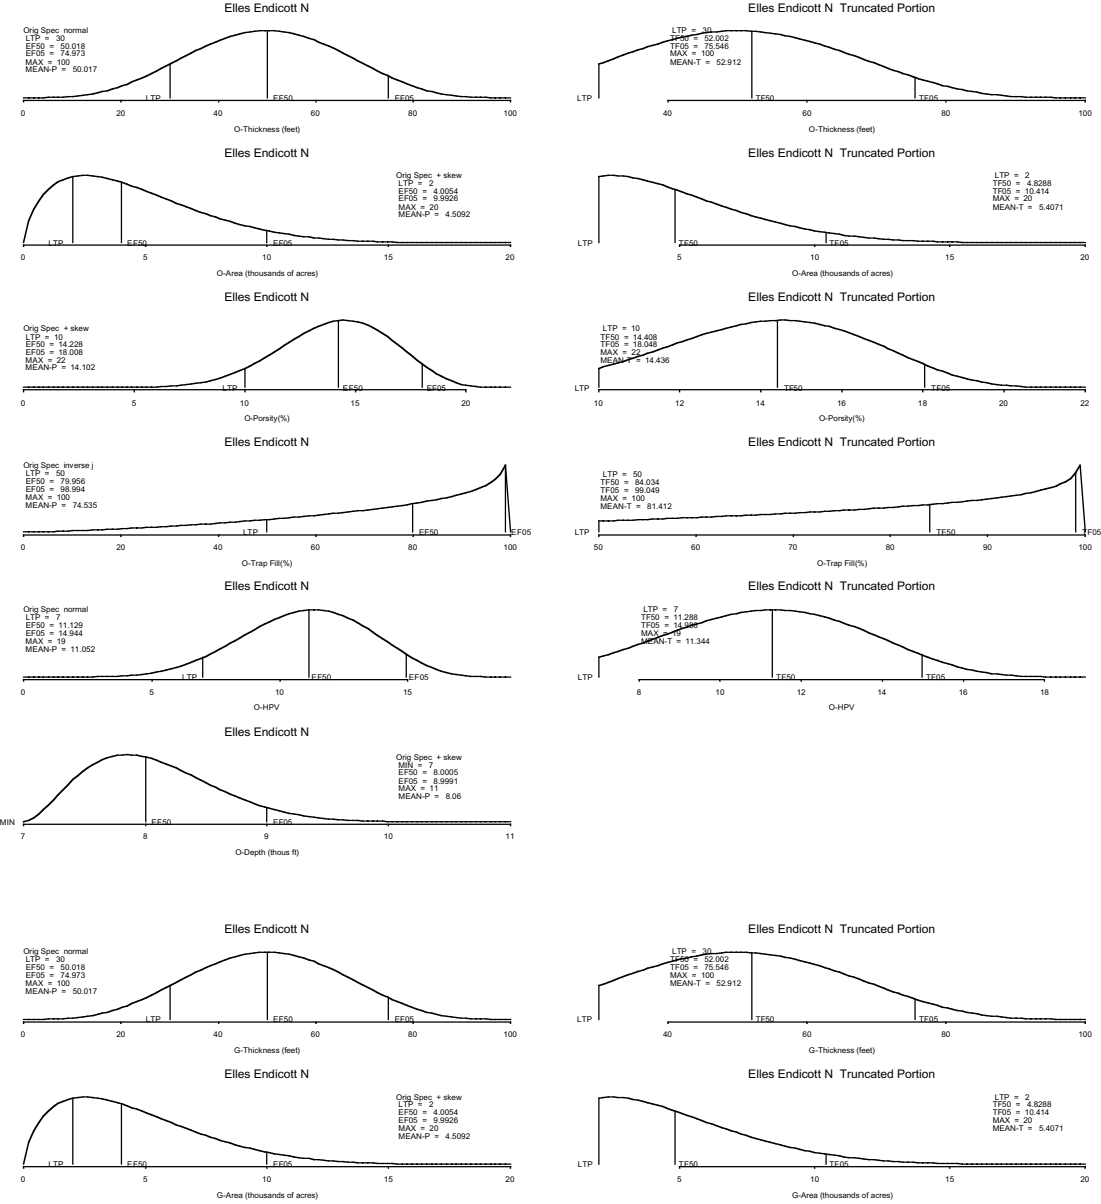 Elles Endicott N
Orig Spec normal
LTP = 30
EF50 = 50.018
EF05 = 74.973
MAX = 100
MEAN-P = 50.017
LTP EF50 EF05
0 20 40 60 80 100
O-Thickness (feet)
Elles Endicott N Truncated Portion
LTP = 30
TF50 = 52.002
TF05 = 75.546
MAX = 100
MEAN-T = 52.912
LTP TF50 TF05
40 60 80 100
O-Thickness (feet)
Elles Endicott N
Orig Spec + skew
LTP = 2
EF50 = 4.0054
EF05 = 9.9926
MAX = 20
MEAN-P = 4.5092
LTP EF50 EF05
0 5 10 15 20
O-Area (thousands of acres)
Elles Endicott N Truncated Portion
LTP = 2
TF50 = 4.8288
TF05 = 10.414
MAX = 20
MEAN-T = 5.4071
LTP TF50 TF05
5 10 15 20
O-Area (thousands of acres)
Elles Endicott N
Orig Spec + skew
LTP = 10
EF50 = 14.228
EF05 = 18.008
MAX = 22
MEAN-P = 14.102
LTP EF50 EF05
0 5 10 15 20
O-Porsity(%)
Elles Endicott N Truncated Portion
LTP = 10
TF50 = 14.408
TF05 = 18.048
MAX = 22
MEAN-T = 14.436
LTP TF50 TF05
10 12 14 16 18 20 22
O-Porsity(%)
Elles Endicott N
Orig Spec inverse j
LTP = 50
EF50 = 79.956
EF05 = 98.994
MAX = 100
MEAN-P = 74.535
LTP EF50 EF05
0 20 40 60 80 100
O-Trap Fill(%)
Elles Endicott N Truncated Portion
LTP = 50
TF50 = 84.034
TF05 = 99.049
MAX = 100
MEAN-T = 81.412
LTP TF50 TF05
50 60 70 80 90 100
O-Trap Fill(%)
Elles Endicott N
Orig Spec normal
LTP = 7
EF50 = 11.129
EF05 = 14.944
MAX = 19
MEAN-P = 11.052
LTP EF50 EF05
0 5 10 15
O-HPV
Elles Endicott N Truncated Portion
LTP = 7
TF50 = 11.288
TF05 =
MAX = 19
MEAN-T = 11.344
LTP TF50 TF05
8 10 12 14 16 18
O-HPV
Elles Endicott N
Orig Spec + skew
MIN = 7
EF50 = 8.0005
EF05 = 8.9991
MAX = 11
MEAN-P = 8.06
MIN EF50 EF05
7 8 9 10 11
O-Depth (thous ft)
Elles Endicott N
Orig Spec normal
LTP = 30
EF50 = 50.018
EF05 = 74.973
MAX = 100
MEAN-P = 50.017
LTP EF50 EF05
0 20 40 60 80 100
G-Thickness (feet)
Elles Endicott N Truncated Portion
LTP = 30
TF50 = 52.002
TF05 = 75.546
MAX = 100
MEAN-T = 52.912
LTP TF50 TF05
40 60 80 100
G-Thickness (feet)
Elles Endicott N
Orig Spec + skew
LTP = 2
EF50 = 4.0054
EF05 = 9.9926
MAX = 20
MEAN-P = 4.5092
LTP EF50 EF05
0 5 10 15 20
G-Area (thousands of acres)
Elles Endicott N Truncated Portion
LTP = 2
TF50 = 4.8288
TF05 = 10.414
MAX = 20
MEAN-T = 5.4071
LTP TF50 TF05
5 10 15 20
G-Area (thousands of acres)